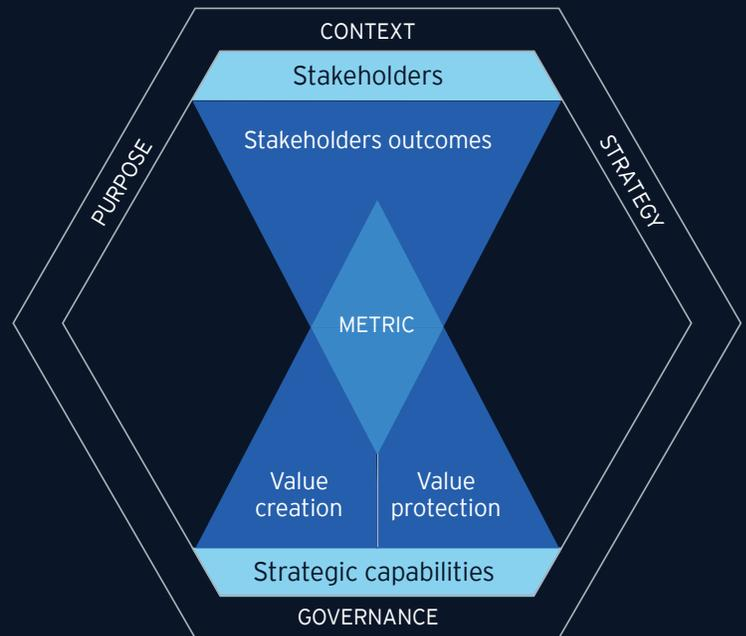 CONTEXT
Stakeholders
Stakeholders outcomes
PURPOSE
STRATEGY
METRIC
Value
creation
Value
protection
Strategic capabilities
GOVERNANCE